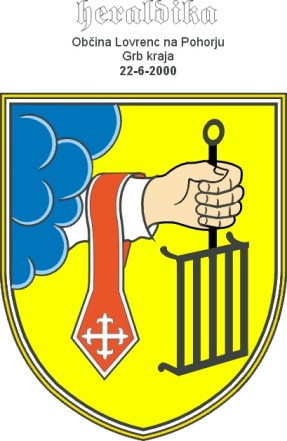 heraldika
Občina Lovrenc na Pohorju
Grb kraja
22-6-2000